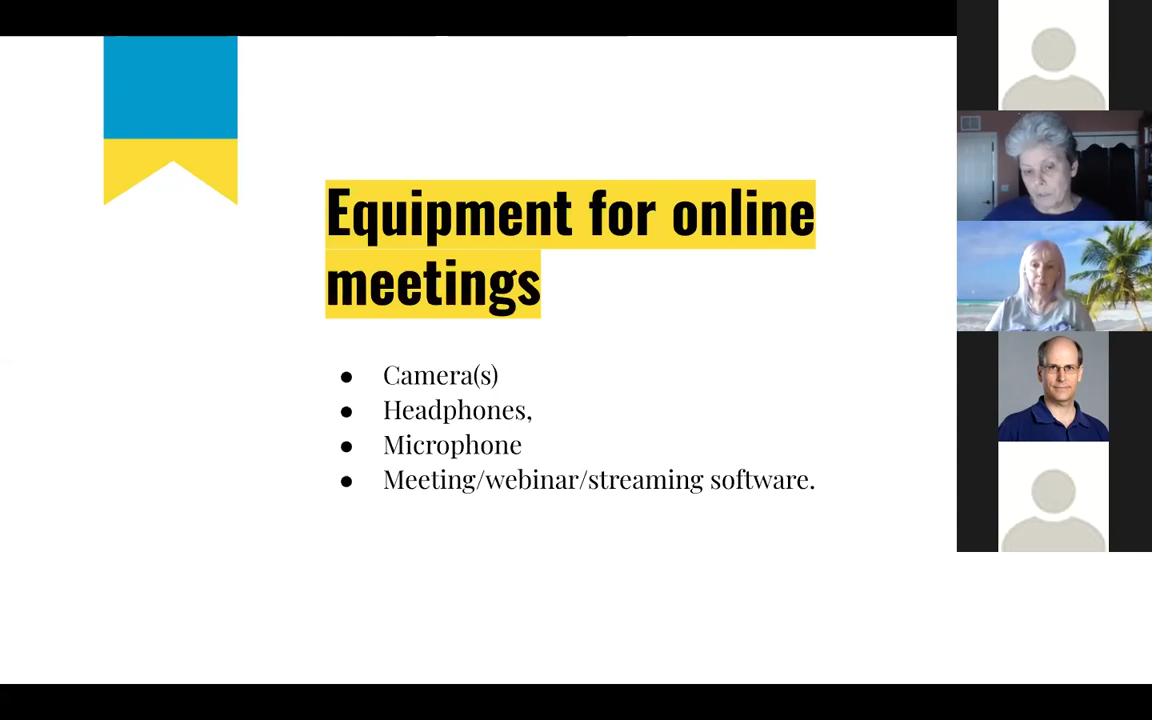 Equipment for online
meetings
● Camera(s)
● Headphones,
● Microphone
● Meeting/webinar/streaming software.